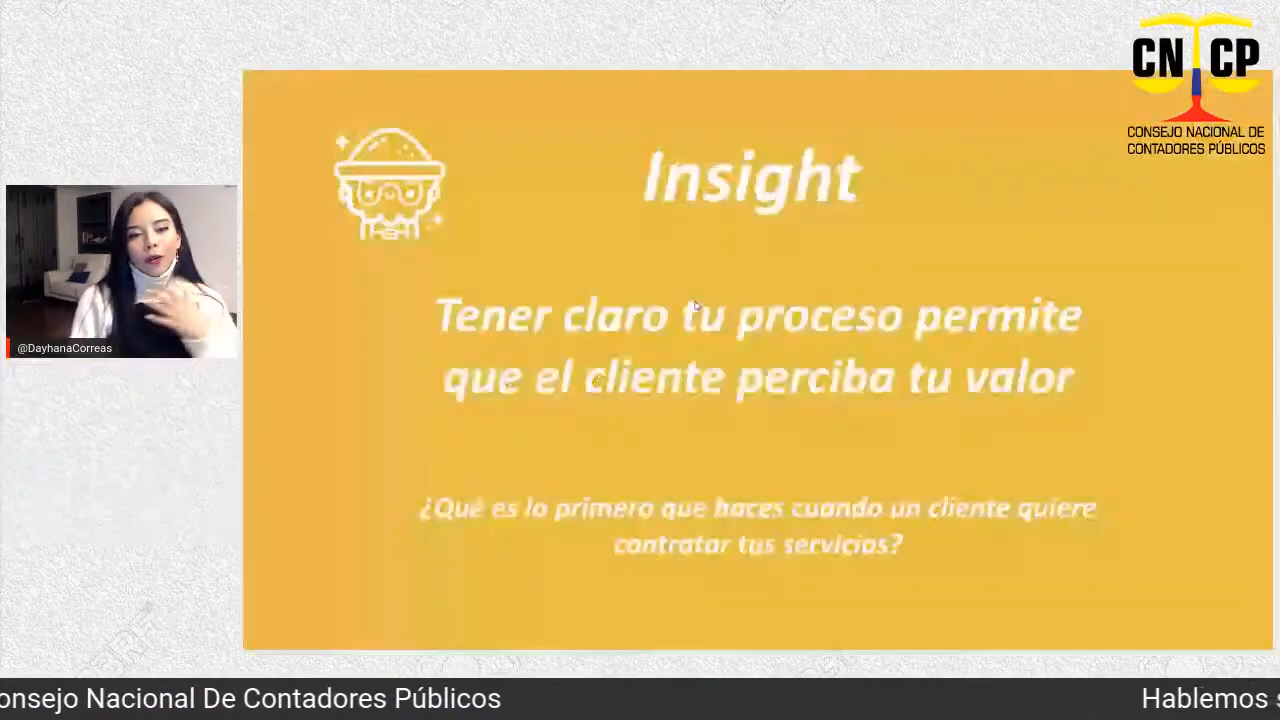 CN CP
CONSEJO NACIONAL DE
CONTADORES PÚBLICOS
Insight
Tener claro tu proceso permite
que el cliente perciba tu valor
¿Qué es lo primero que haces cuando un cliente quiere
contratar tus servicios?
@DayhanaCorreas
onsejo Nacional De Contadores Públicos
Hablemos s